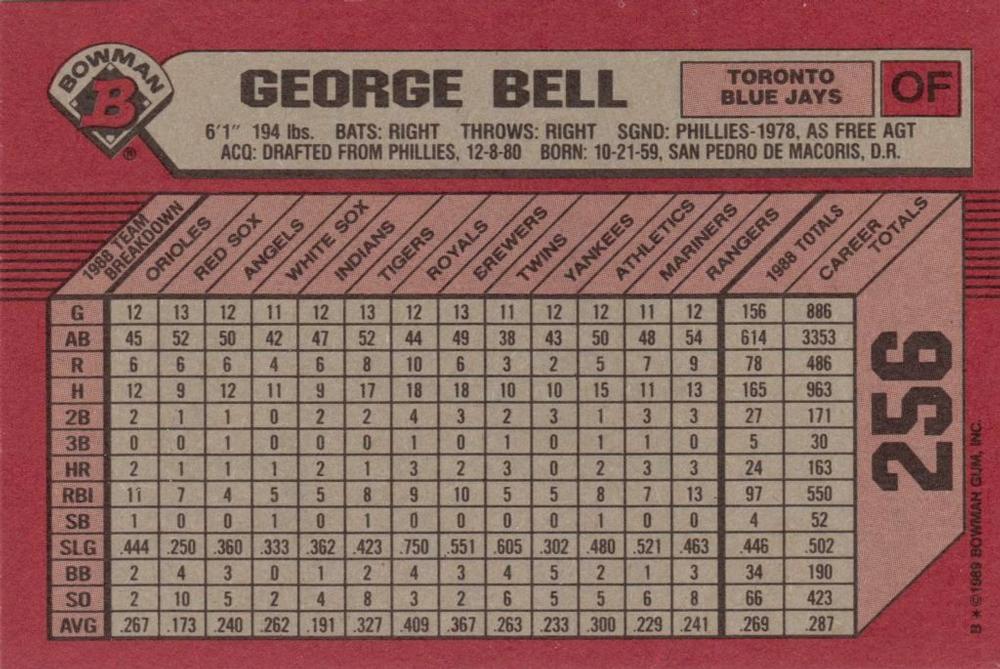 BOWMAN
B
®
GEORGE BELL
TORONTO
BLUE JAYS
OF
6'1" 194 lbs. BATS: RIGHT THROWS: RIGHT SGND: PHILLIES-1978, AS FREE AGT
ACQ: DRAFTED FROM PHILLIES, 12-8-80 BORN: 10-21-59, SAN PEDRO DE MACORIS, D.R.
1988 TEAM
BREAKDOWN
ORIOLES
RED SOX
ANGELS
WHITE SOX
INDIANS
TIGERS
ROYALS
BREWERS
TWINS
YANKEES
ATHLETICS
MARINERS
RANGERS
1988 TOTALS
CAREER
TOTALS
G 12 13 12 11 12 13 12 13 11 12 12 11 12 156 886
AB 45 52 50 42 47 52 44 49 38 43 50 48 54 614 3353
R 6 6 6 4 6 8 10 6 3 2 5 7 9 78 486
H 12 9 12 11 9 17 18 18 10 10 15 11 13 165 963
2B 2 1 1 0 2 2 4 3 2 3 1 3 3 27 171
3B 0 0 1 0 0 0 1 0 1 0 1 1 0 5 30
HR 2 1 1 1 2 1 3 2 3 0 2 3 3 24 163
RBI 11 7 4 5 5 8 9 10 5 5 8 7 13 97 550
SB 1 0 0 1 0 1 0 0 0 0 1 0 0 4 52
SLG .444 .250 .360 .333 .362 .423 .750 .551 .605 .302 .480 .521 .463 .446 .502
BB 2 4 3 0 1 2 4 3 4 5 2 1 3 34 190
SO 2 10 5 2 4 8 3 2 6 5 5 6 8 66 423
AVG .267 .173 .240 .262 .191 .327 .409 .367 .263 .233 .300 .229 .241 .269 .287
256
B * ©1989 BOWMAN GUM, INC.